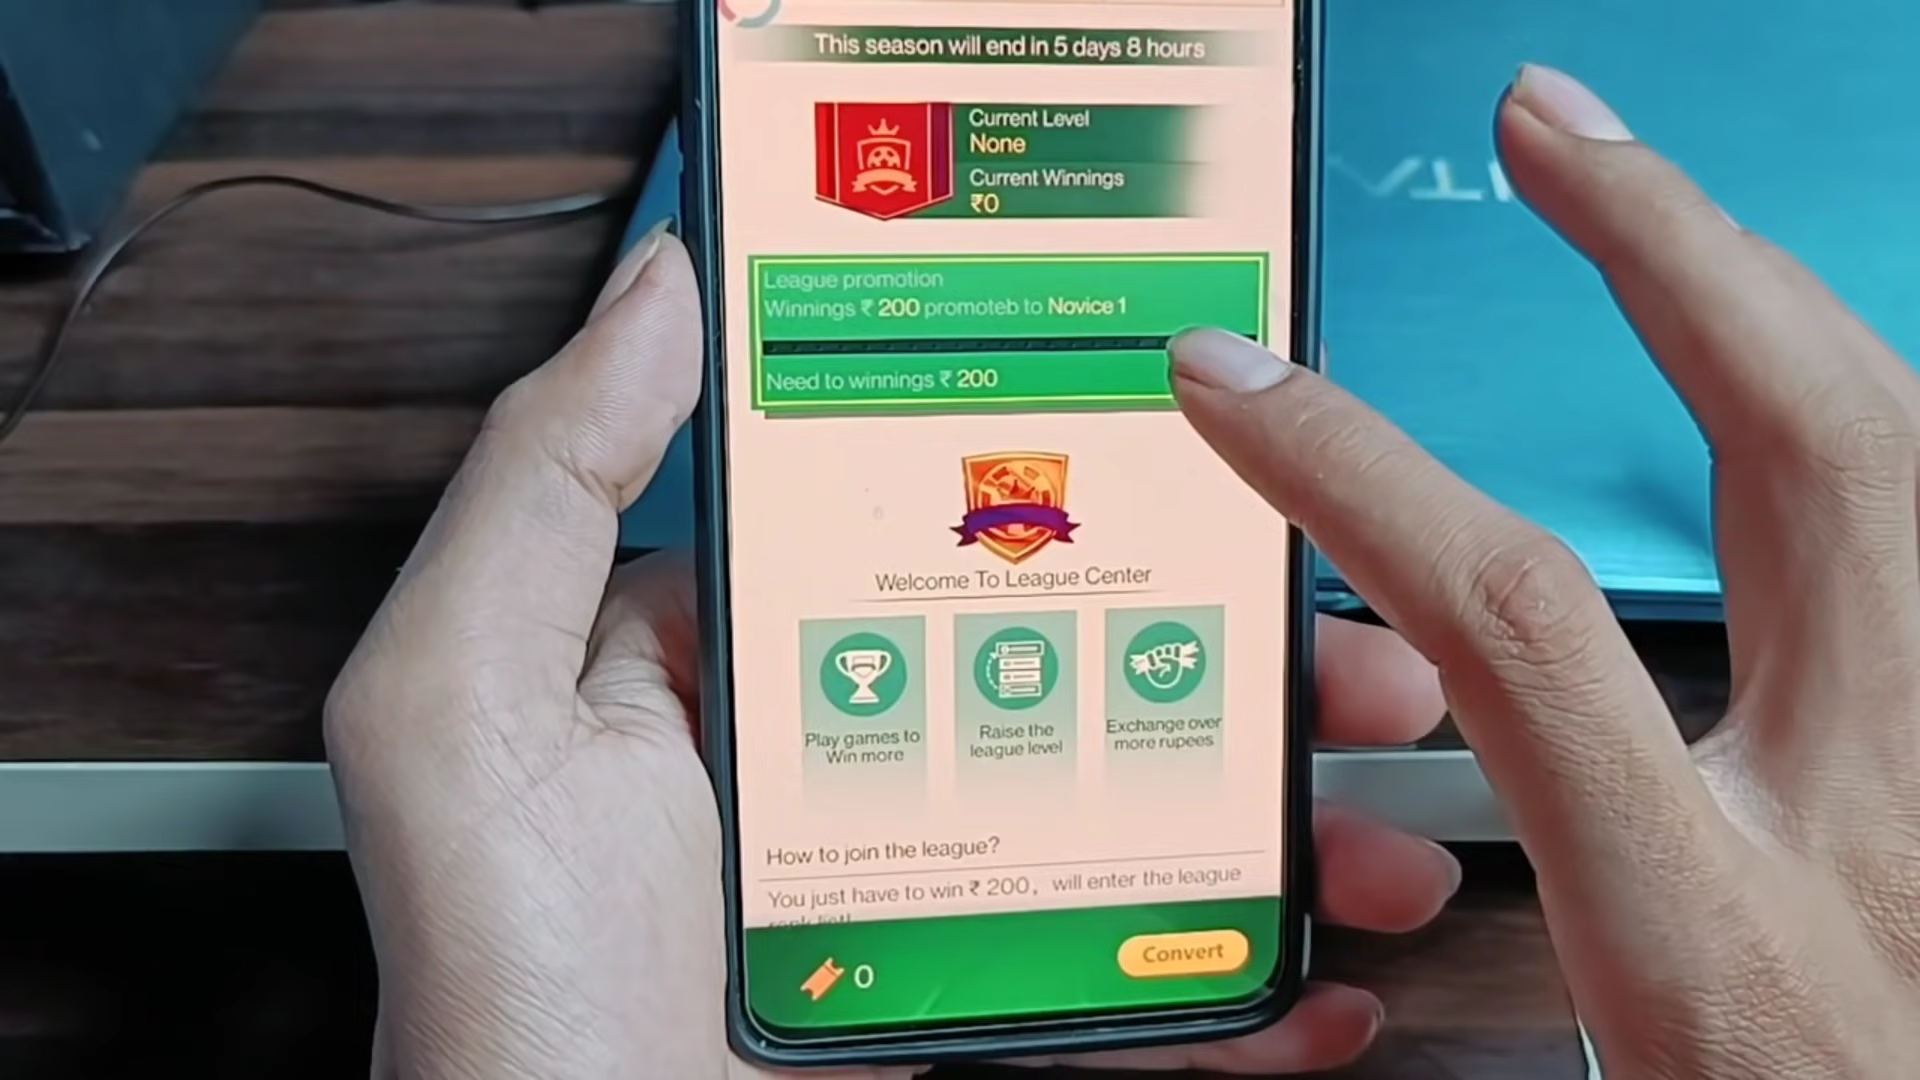 This season will end in 5 days 8 hours
Current Level
None
Current Winnings
₹0
League promotion
Winnings ₹ 200 promoteb to Novice 1
Need to winnings ₹ 200
Welcome To League Center
Play games to
Win more
Raise the
league level
Exchange over
more rupees
How to join the league?
You just have to win ₹ 200, will enter the league
0
Convert